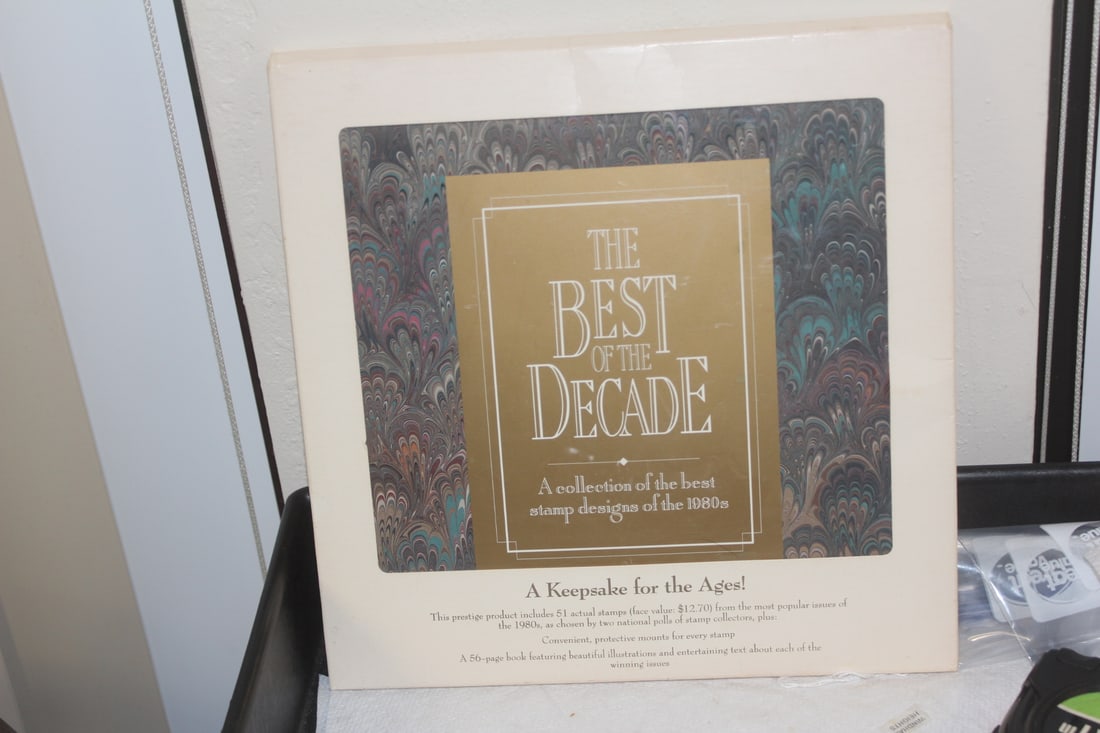 THE
BEST
OF THE
DECADE
A collection of the best
stamp designs of the 1980s
A Keepsake for the Ages!
This prestige product includes 51 actual stamps (face value: $12.70) from the most popular issues of
the 1980s, as chosen by two national polls of stamp collectors, plus:
Convenient, protective mounts for every stamp
A 56-page book featuring beautiful illustrations and entertaining text about each of the
winning issues